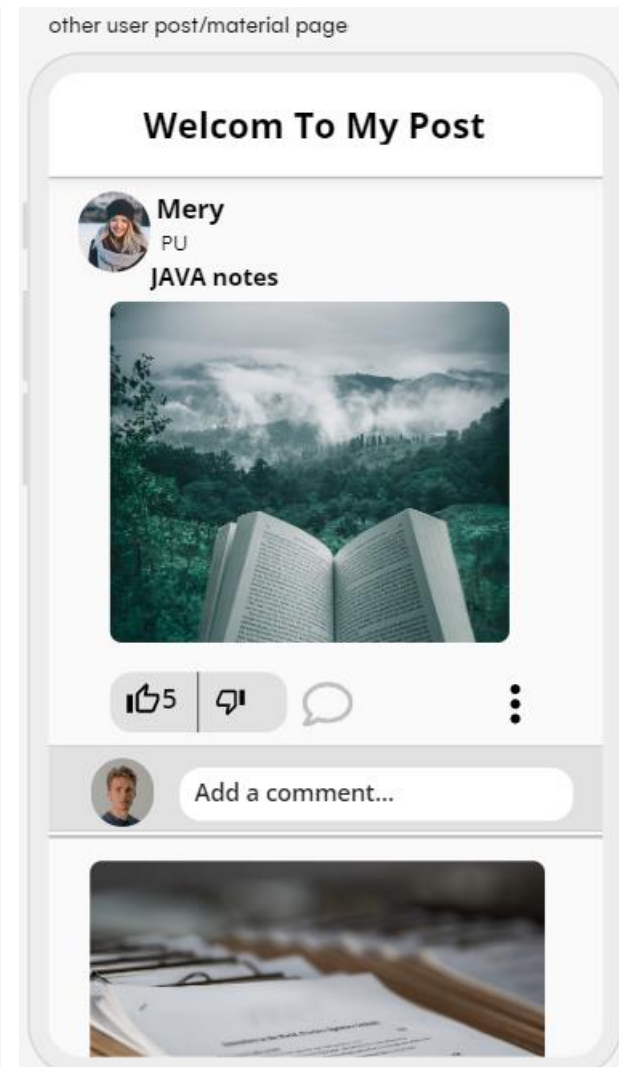 other user post/material page
Welcom To My Post
Mery
PU
JAVA notes
5
Add a comment...